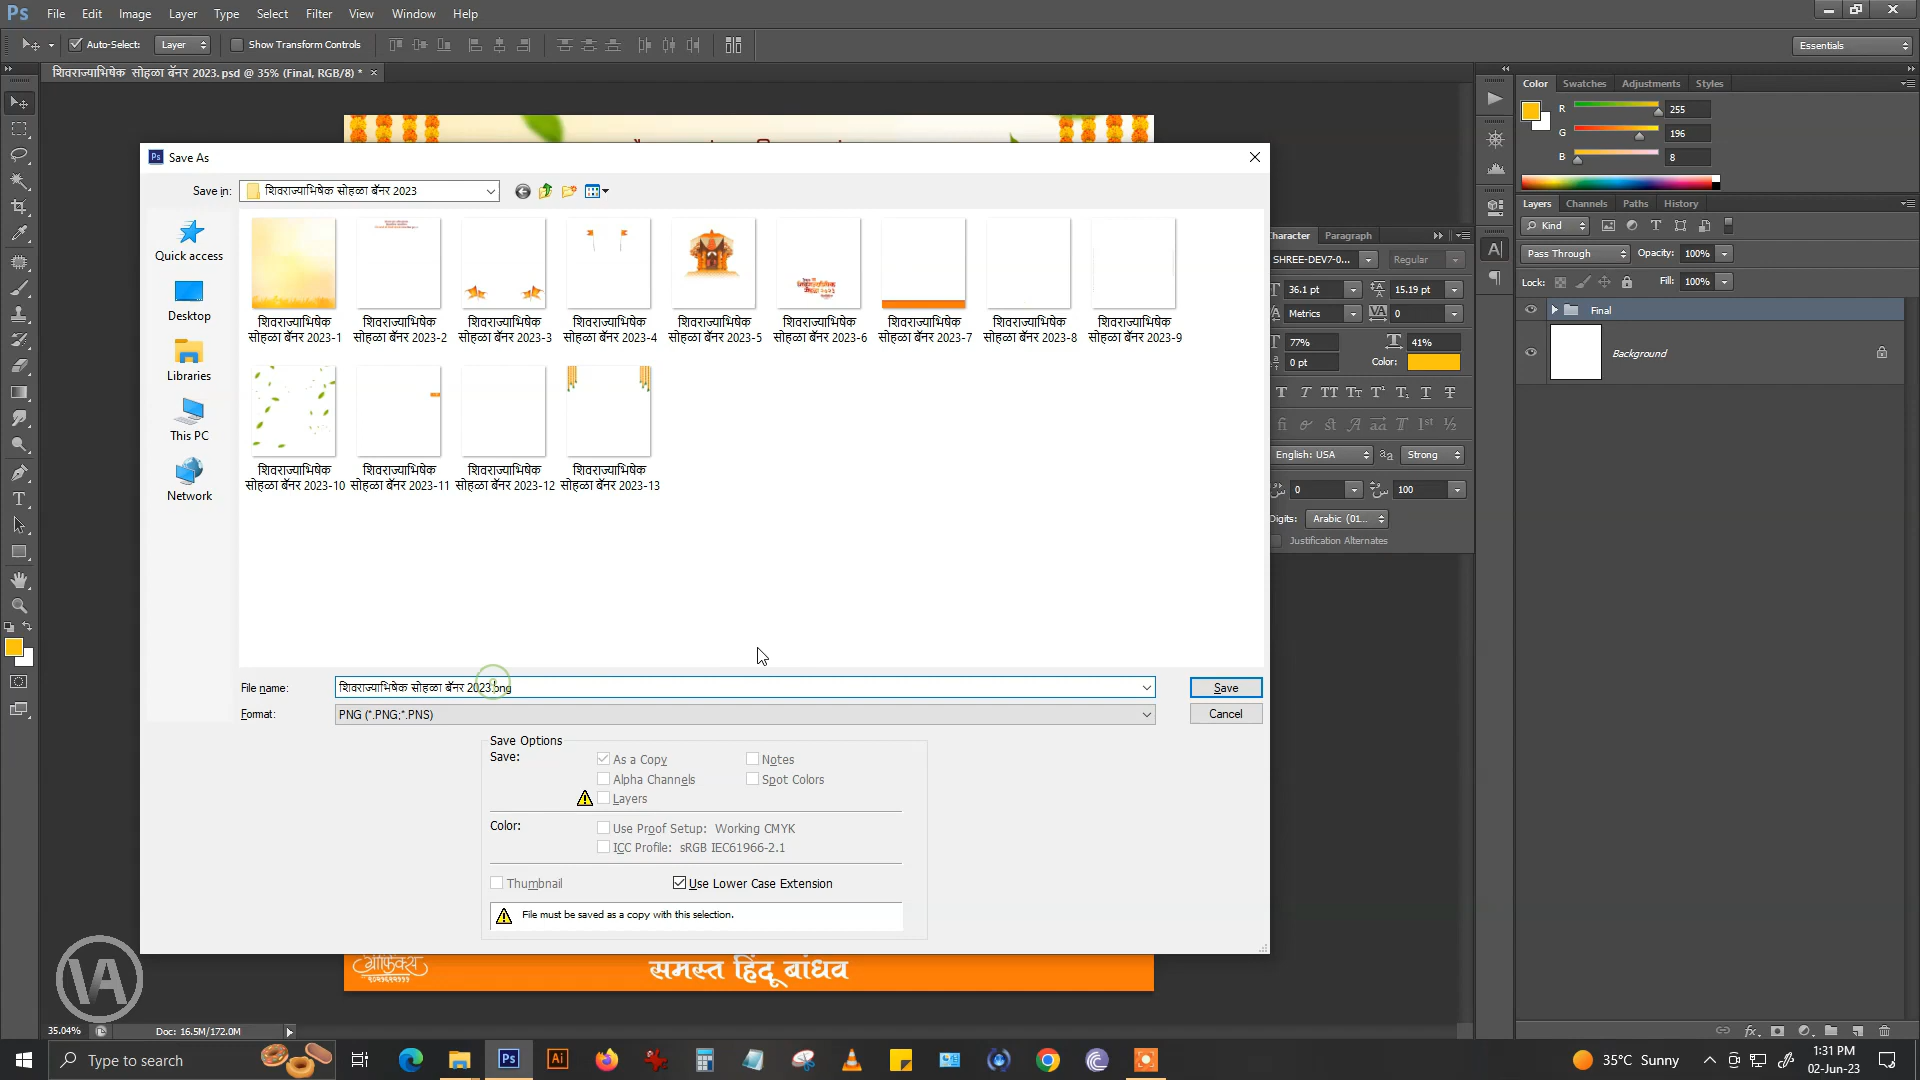 Ps File Edit Image Layer Type Select Filter View Window Help
Auto-Select: Layer Show Transform Controls Essentials
शिवराज्याभिषेक सोहळा बॅनर 2023.psd @ 35% (Final, RGB/8) *
Save As
Save in: शिवराज्याभिषेक सोहळा बॅनर 2023
Quick access
Desktop
Libraries
This PC
Network
शिवराज्याभिषेक सोहळा बॅनर 2023-1
शिवराज्याभिषेक सोहळा बॅनर 2023-2
शिवराज्याभिषेक सोहळा बॅनर 2023-3
शिवराज्याभिषेक सोहळा बॅनर 2023-4
शिवराज्याभिषेक सोहळा बॅनर 2023-5
शिवराज्याभिषेक सोहळा बॅनर 2023-6
शिवराज्याभिषेक सोहळा बॅनर 2023-7
शिवराज्याभिषेक सोहळा बॅनर 2023-8
शिवराज्याभिषेक सोहळा बॅनर 2023-9
शिवराज्याभिषेक सोहळा बॅनर 2023-10
शिवराज्याभिषेक सोहळा बॅनर 2023-11
शिवराज्याभिषेक सोहळा बॅनर 2023-12
शिवराज्याभिषेक सोहळा बॅनर 2023-13
File name: शिवराज्याभिषेक सोहळा बॅनर 2023.png
Save
Format: PNG (*.PNG;*.PNS)
Cancel
Save Options
Save:
As a Copy Notes
Alpha Channels Spot Colors
Layers
Color:
Use Proof Setup: Working CMYK
ICC Profile: sRGB IEC61966-2.1
Thumbnail Use Lower Case Extension
File must be saved as a copy with this selection.
Color Swatches Adjustments Styles
R 255
G 196
B 8
Layers Channels Paths History
Kind
Pass Through Opacity: 100%
Lock: Fill: 100%
Final
Background
Character Paragraph
SHREE-DEV7-0... Regular
36.1 pt 15.19 pt
Metrics 0
77% 41%
0 pt Color:
English: USA aa Strong
0 100
Digits: Arabic (01...
Justification Alternates
VA
ग्राफिक्स
समस्त हिंदू बांधव
35.04% Doc: 16.5M/172.0M
Type to search
35°C Sunny
1:31 PM
02-Jun-23